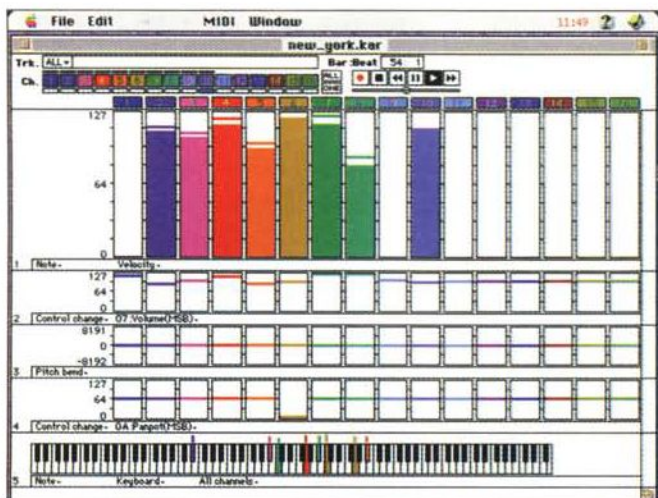 File Edit MIDI Window 11:49
new_york.kar
Trk. ALL Bar:Beat 54 1
Ch. ALL
127
64
0
1 Note Velocity
127
64
0
2 Control change 07:Volume(MSB)
8191
0
-8192
3 Pitch bend
127
64
0
4 Control change 0A:Panpot(MSB)
5 Note Keyboard All channels